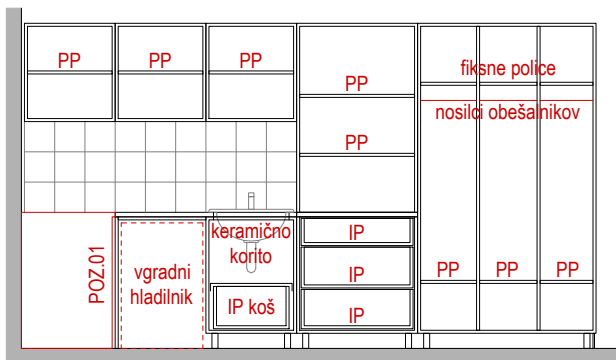 PP PP PP
PP
PP
fiksne police
nosilci obešalnikov
keramično
korito
IP
POZ.01
vgradni
hladilnik
IP
PP PP PP
IP koš
IP